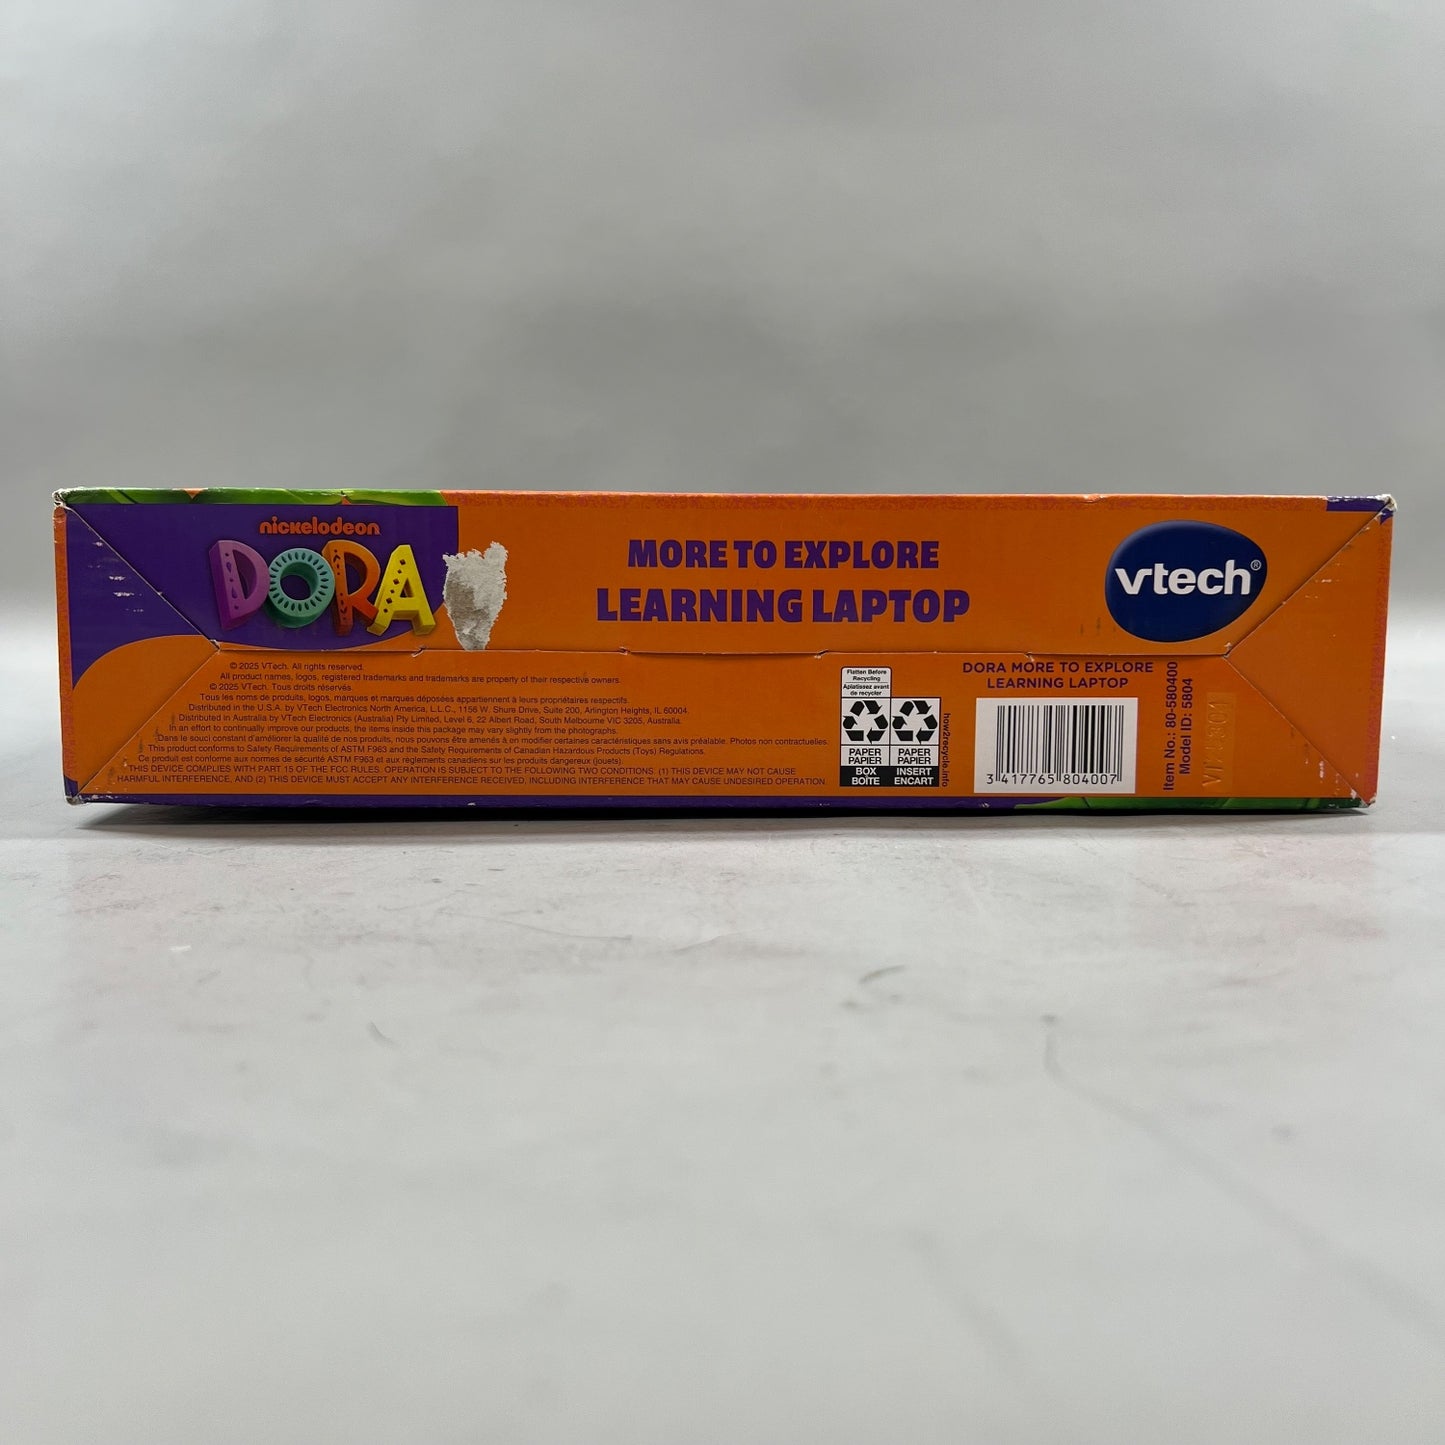 nickelodeon
DORA
MORE TO EXPLORE
LEARNING LAPTOP
vtech®
© 2025 VTech. All rights reserved.
All product names, logos, registered trademarks and trademarks are property of their respective owners.
© 2025 VTech. Tous droits réservés.
Tous les noms de produits, logos, marques et marques déposées appartiennent à leurs propriétaires respectifs.
Distributed in the U.S.A. by VTech Electronics North America, L.L.C., 1156 W. Shure Drive, Suite 200, Arlington Heights, IL 60004.
Distributed in Australia by VTech Electronics (Australia) Pty Limited, Level 6, 22 Albert Road, South Melbourne VIC 3205, Australia.
In an effort to continually improve our products, the items inside this package may vary slightly from the photographs.
Dans le souci constant d'améliorer la qualité de nos produits, nous pouvons être amenés à en modifier certaines caractéristiques sans avis préalable. Photos non contractuelles.
This product conforms to Safety Requirements of ASTM F963 and the Safety Requirements of Canadian Hazardous Products (Toys) Regulations.
Ce produit est conforme aux normes de sécurité ASTM F963 et aux règlements canadiens sur les produits dangereux (jouets).
THIS DEVICE COMPLIES WITH PART 15 OF THE FCC RULES. OPERATION IS SUBJECT TO THE FOLLOWING TWO CONDITIONS: (1) THIS DEVICE MAY NOT CAUSE
HARMFUL INTERFERENCE, AND (2) THIS DEVICE MUST ACCEPT ANY INTERFERENCE RECEIVED, INCLUDING INTERFERENCE THAT MAY CAUSE UNDESIRED OPERATION.
Flatten Before
Recycling
Aplatissez avant
de recycler
PAPER
PAPIER
BOX
BOÎTE
PAPER
PAPIER
INSERT
ENCART
how2recycle.info
DORA MORE TO EXPLORE
LEARNING LAPTOP
3 417765 804007
Item No.: 80-580400
Model ID: 5804